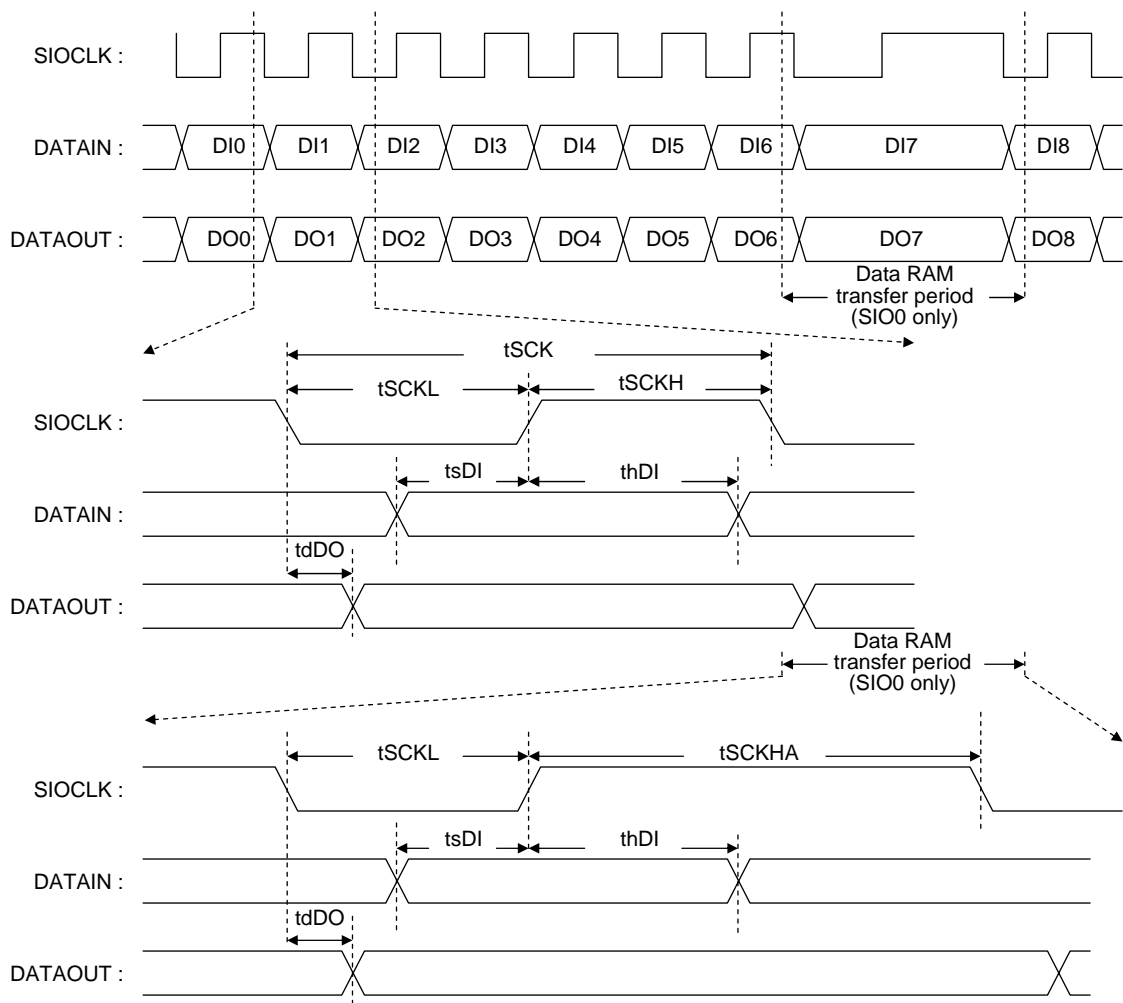 SIOCLK :
DATAIN : DI0 DI1 DI2 DI3 DI4 DI5 DI6 DI7 DI8
DATAOUT : DO0 DO1 DO2 DO3 DO4 DO5 DO6 DO7 DO8
Data RAM
transfer period
(SIO0 only)
tSCK
tSCKL tSCKH
SIOCLK :
tsDI thDI
DATAIN :
tdDO
DATAOUT :
Data RAM
transfer period
(SIO0 only)
tSCKL tSCKHA
SIOCLK :
tsDI thDI
DATAIN :
tdDO
DATAOUT :